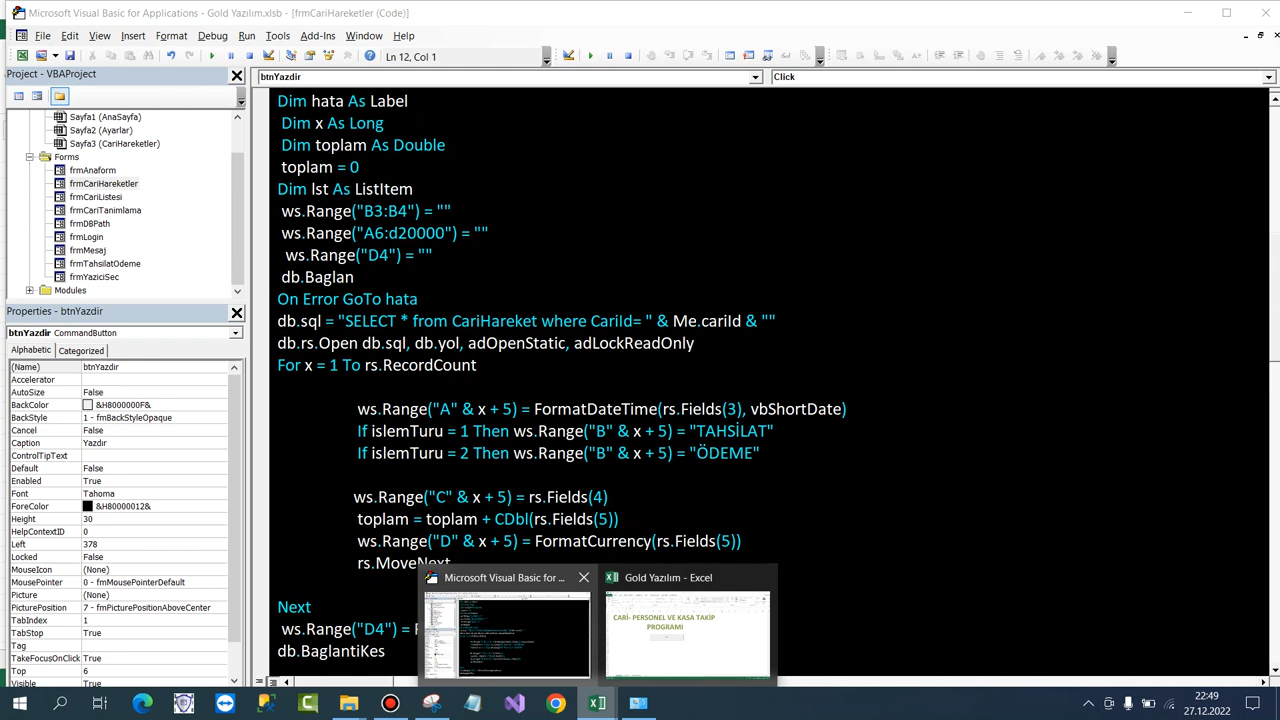 Microsoft Visual Basic for Applications - Gold Yazılım.xlsb - [frmCariHareketler (Code)]
File Edit View Insert Format Debug Run Tools Add-Ins Window Help
Ln 12, Col 1
Project - VBAProject
btnYazdir Click
Sayfa1 (AnaSayfa)
Sayfa2 (Ayarlar)
Sayfa3 (CariHareketler)
Forms
frmAnaform
frmCariHareketler
frmCariListesi
frmCariTanimlama
frmDBPath
frmLogin
frmMesaj
frmTahsilatOdeme
frmYaziciSec
Modules
Properties - btnYazdir
btnYazdir CommandButton
Alphabetic Categorized
(Name) btnYazdir
Accelerator
AutoSize False
BackColor &H8000000F&
BackStyle 1 - fmBackStyleOpaque
Cancel False
Caption Yazdır
ControlTipText
Default False
Enabled True
Font Tahoma
ForeColor &H80000012&
Height 30
HelpContextID 0
Left 378
Locked False
MouseIcon (None)
MousePointer 0 - fmMousePointerDefault
Picture (None)
PicturePosition 7 - fmPicturePositionAboveCenter
TabIndex 1
TabStop True
Tag
TakeFocusOnClick True
Top 6
Visible True
Dim hata As Label
Dim x As Long
Dim toplam As Double
toplam = 0
Dim lst As ListItem
ws.Range("B3:B4") = ""
ws.Range("A6:d20000") = ""
ws.Range("D4") = ""
db.Baglan
On Error GoTo hata
db.sql = "SELECT * from CariHareket where CariId= " & Me.cariId & ""
db.rs.Open db.sql, db.yol, adOpenStatic, adLockReadOnly
For x = 1 To rs.RecordCount
ws.Range("A" & x + 5) = FormatDateTime(rs.Fields(3), vbShortDate)
If islemTuru = 1 Then ws.Range("B" & x + 5) = "TAHSİLAT"
If islemTuru = 2 Then ws.Range("B" & x + 5) = "ÖDEME"
ws.Range("C" & x + 5) = rs.Fields(4)
toplam = toplam + CDbl(rs.Fields(5))
ws.Range("D" & x + 5) = FormatCurrency(rs.Fields(5))
rs.MoveNext
Next
ws.Range("D4") =
db.BaglantiKes
Microsoft Visual Basic for ...
Gold Yazılım - Excel
CARİ- PERSONEL VE KASA TAKİP
PROGRAMI
22:49
27.12.2022